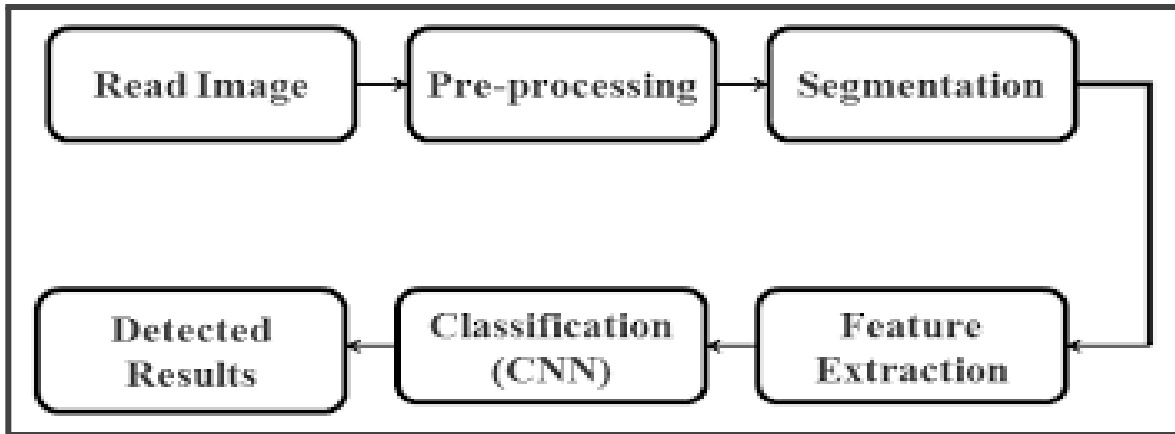 Read Image
Pre-processing
Segmentation
Feature
Extraction
Classification
(CNN)
Detected
Results